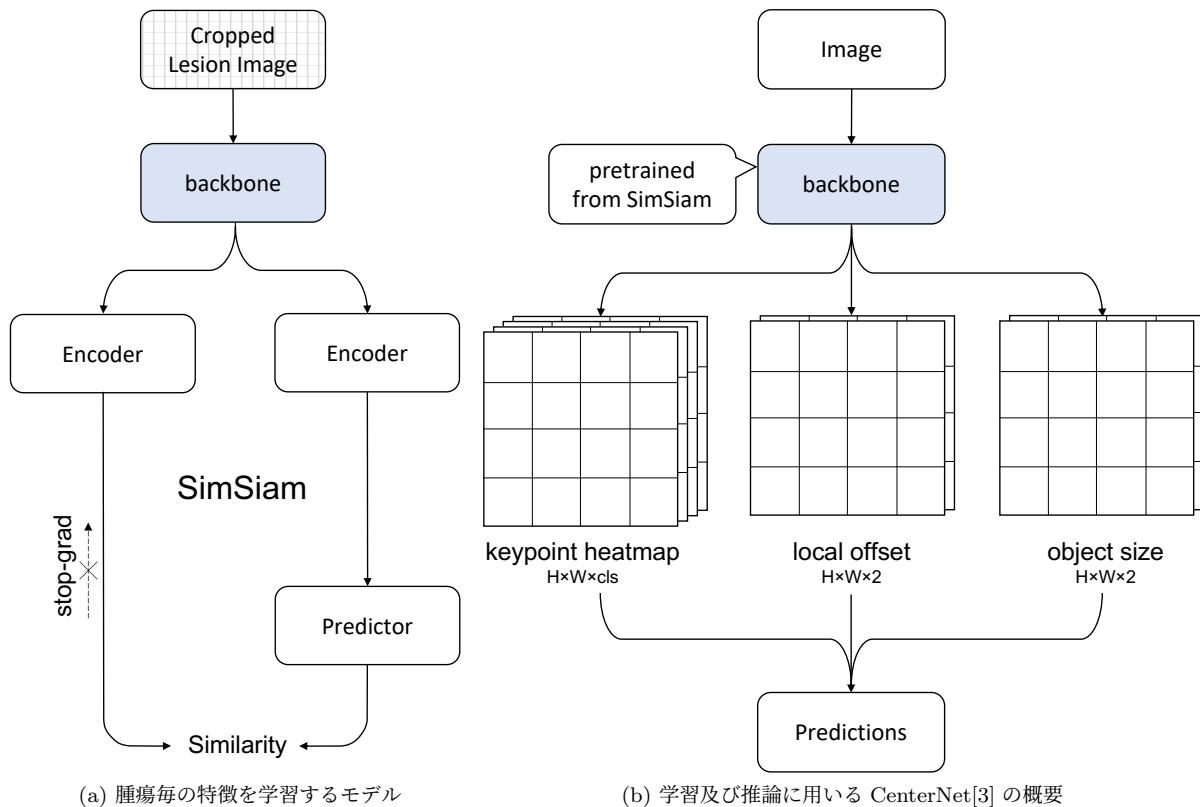 Cropped
Lesion Image
backbone
Encoder
Encoder
SimSiam
stop-grad
Predictor
Similarity
(a) 腫瘍毎の特徴を学習するモデル
Image
pretrained
from SimSiam
backbone
keypoint heatmap
H×W×cls
local offset
H×W×2
object size
H×W×2
Predictions
(b) 学習及び推論に用いる CenterNet[3] の概要